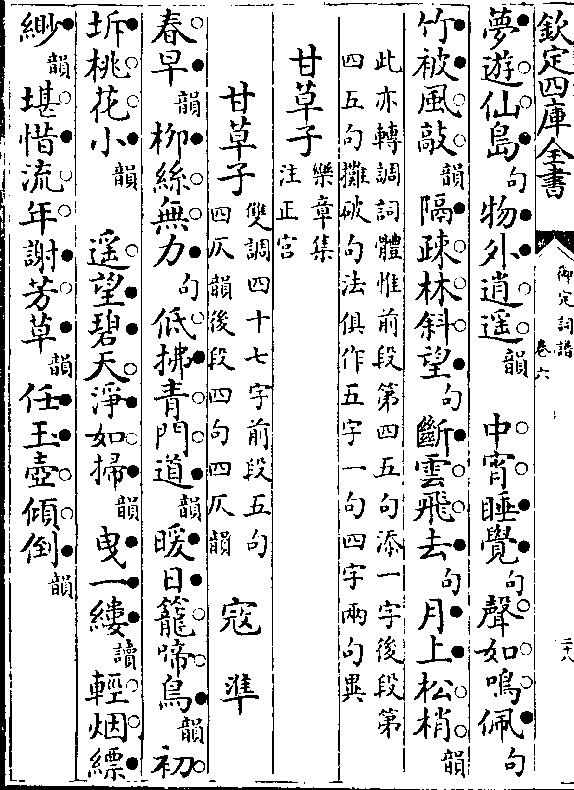 欽定四庫全書
御定詞譜
卷六
二十八
夢遊仙島句物外逍遥韻中宵睡覺句聲如鳴佩句
竹被風敲韻隔疎林斜望句斷雲飛去句月上松梢韻
此亦轉調詞體惟前段第四五句添一字後段第
四五句攤破句法俱作五字一句四字兩句異
甘草子
樂章集
注正宫
甘草子
雙調四十七字前段五句
四仄韻後段四句四仄韻
寇準
春早韻柳絲無力句低拂青門道韻暖日籠啼鳥韻初
坼桃花小韻遥望碧天淨如掃韻曳一縷讀輕烟縹
緲韻堪惜流年謝芳草韻任玉壺傾倒韻